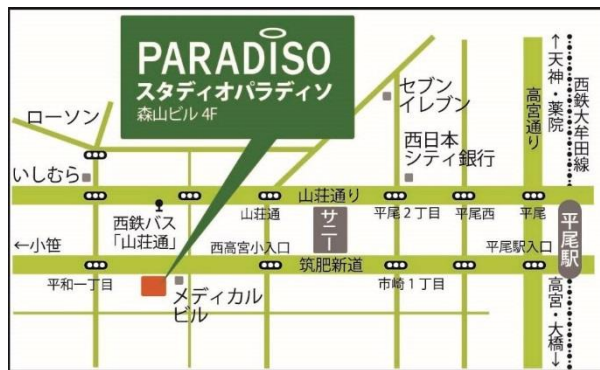 PARADISO
スタディオパラディソ
森山ビル 4F
ローソン
いしむら
セブン
イレブン
西日本
シティ銀行
高宮通り
←天神・薬院
西鉄大牟田線
山荘通り
西鉄バス
「山荘通」
山荘通
サニー
平尾2丁目
平尾西
平尾
平尾駅
←小笹
西高宮小入口
筑肥新道
平尾駅入口
平和一丁目
メディカル
ビル
市崎1丁目
高宮・大橋→